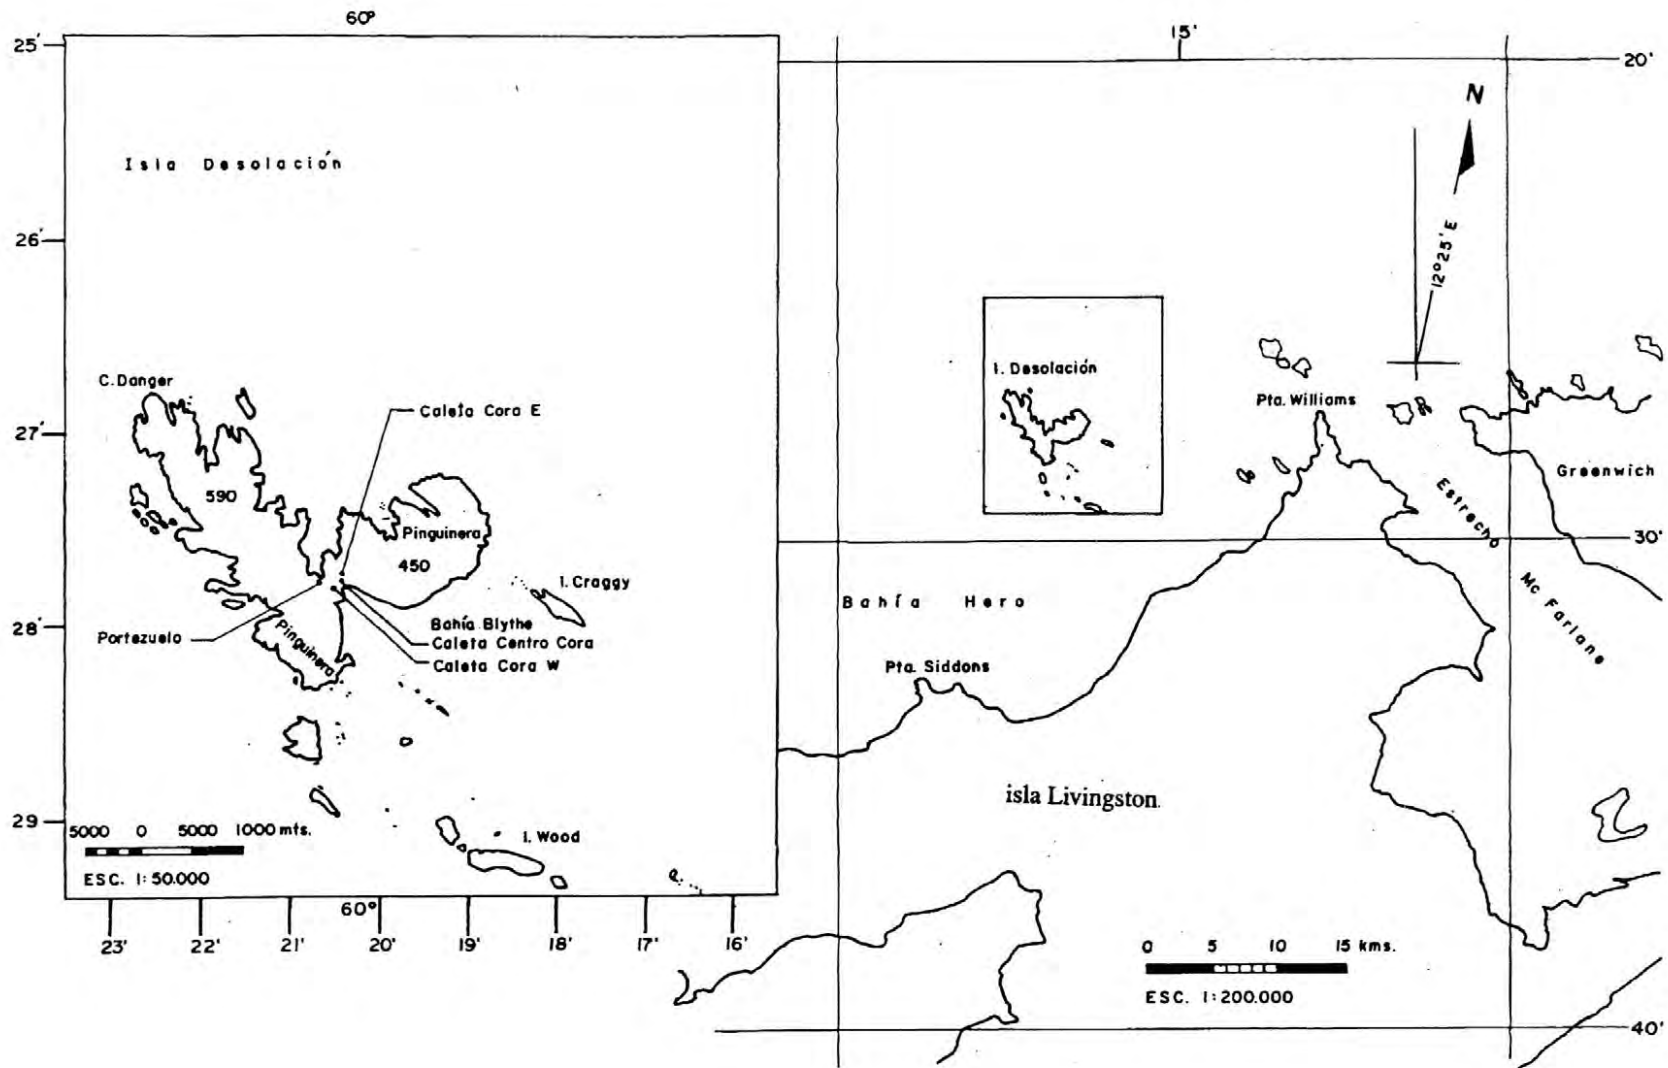 60°
25'
26'
27'
28'
29'
Isla Desolación
C. Danger
Caleta Cora E
590
Pinguinera
450
I. Craggy
Bahía Blythe
Caleta Centro Cora
Caleta Cora W
Portezuelo
Pinguinera
5000 0 5000 1000 mts.
ESC. 1:50.000
I. Wood
60°
23' 22' 21' 20' 19' 18' 17' 16'
15'
20'
N
12°25'E
I. Desolación
Pta. Williams
Greenwich
Estrecho Mc Farlane
30'
Bahía Hero
Pta. Siddons
isla Livingston.
0 5 10 15 kms.
ESC. 1:200.000
40'